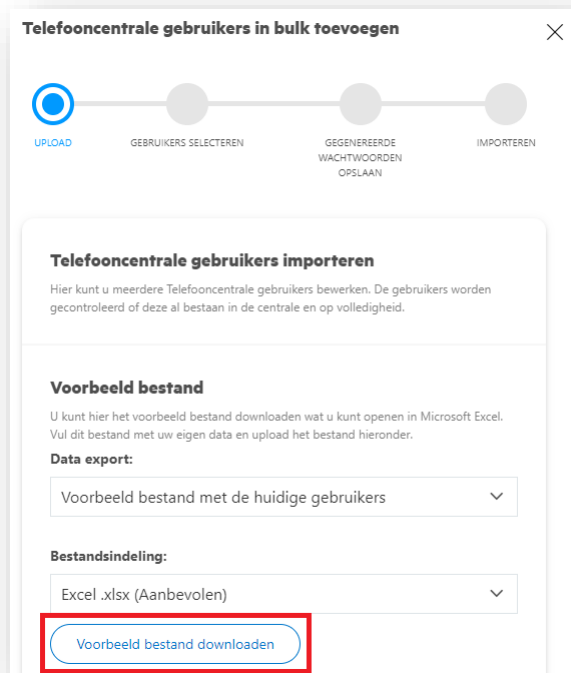 Telefooncentrale gebruikers in bulk toevoegen
UPLOAD
GEBRUIKERS SELECTEREN
GEGENEREERDE
WACHTWOORDEN
OPSLAAN
IMPORTEREN
Telefooncentrale gebruikers importeren
Hier kunt u meerdere Telefooncentrale gebruikers bewerken. De gebruikers worden
gecontroleerd of deze al bestaan in de centrale en op volledigheid.
Voorbeeld bestand
U kunt hier het voorbeeld bestand downloaden wat u kunt openen in Microsoft Excel.
Vul dit bestand met uw eigen data en upload het bestand hieronder.
Data export:
Voorbeeld bestand met de huidige gebruikers
Bestandsindeling:
Excel .xlsx (Aanbevolen)
Voorbeeld bestand downloaden